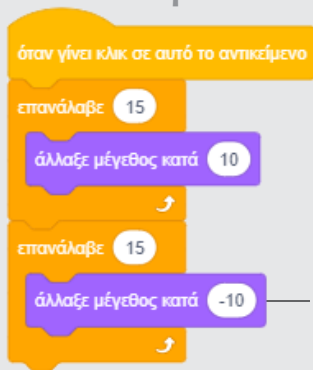 όταν γίνει κλικ σε αυτό το αντικείμενο
επανάλαβε 15
άλλαξε μέγεθος κατά 10
επανάλαβε 15
άλλαξε μέγεθος κατά -10